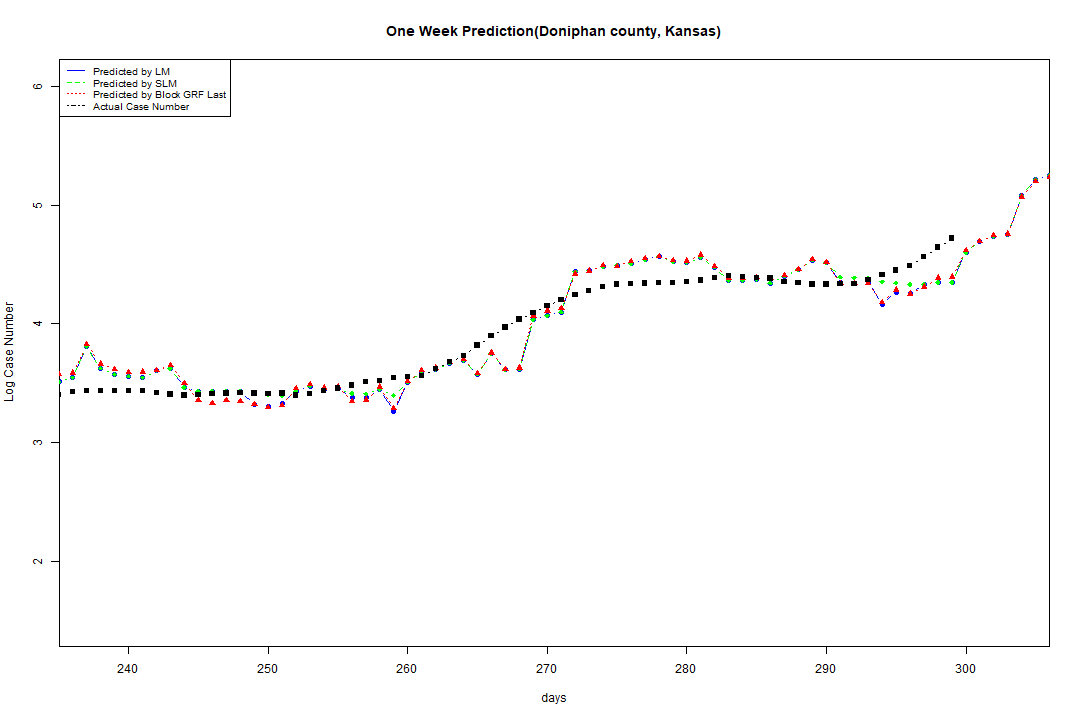 One Week Prediction(Doniphan county, Kansas)
Predicted by LM
Predicted by SLM
Predicted by Block GRF Last
Actual Case Number
6
5
4
3
2
Log Case Number
240 250 260 270 280 290 300
days